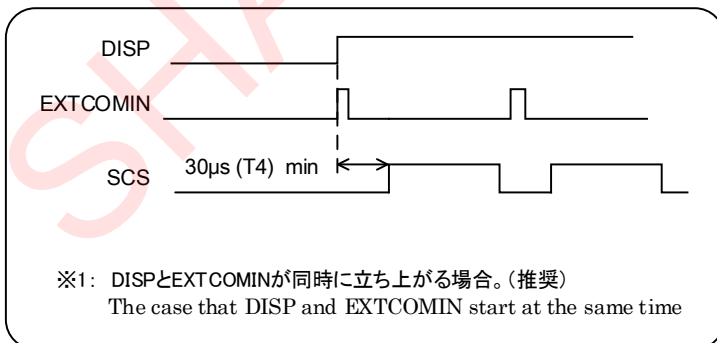 DISP
EXTCOMIN
30μs (T4) min
SCS
※1: DISPとEXTCOMINが同時に立ち上がる場合。(推奨)
The case that DISP and EXTCOMIN start at the same time
SHA